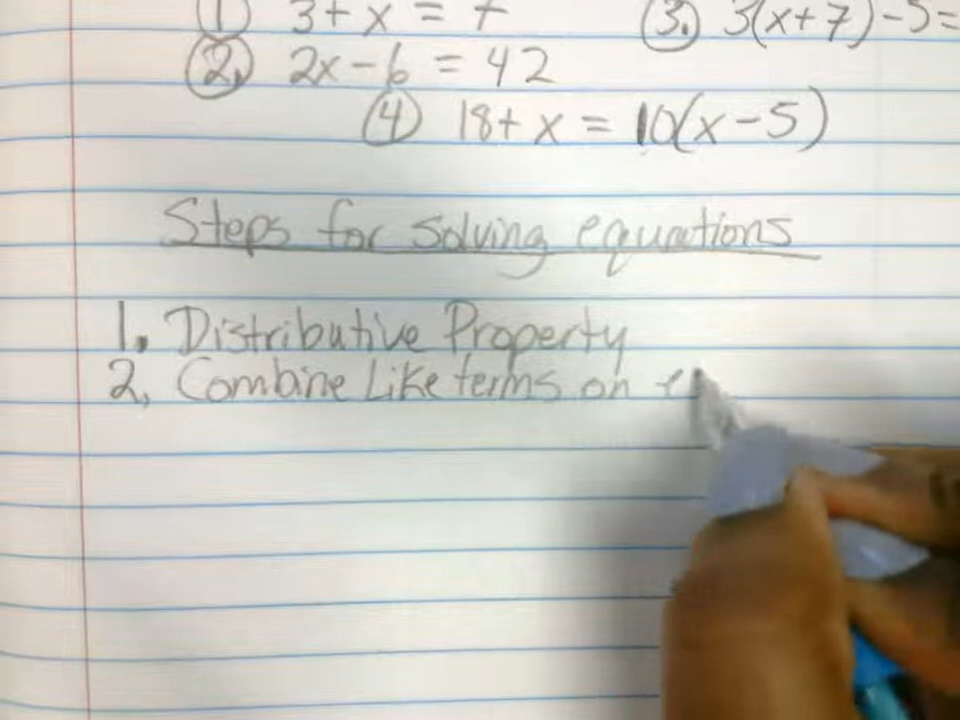 1 3 + x = 7
3. 3(x+7)-5=
2. 2x-6 = 42
4 18+ x = 10(x-5)
Steps for solving equations
1. Distributive Property
2. Combine Like terms on